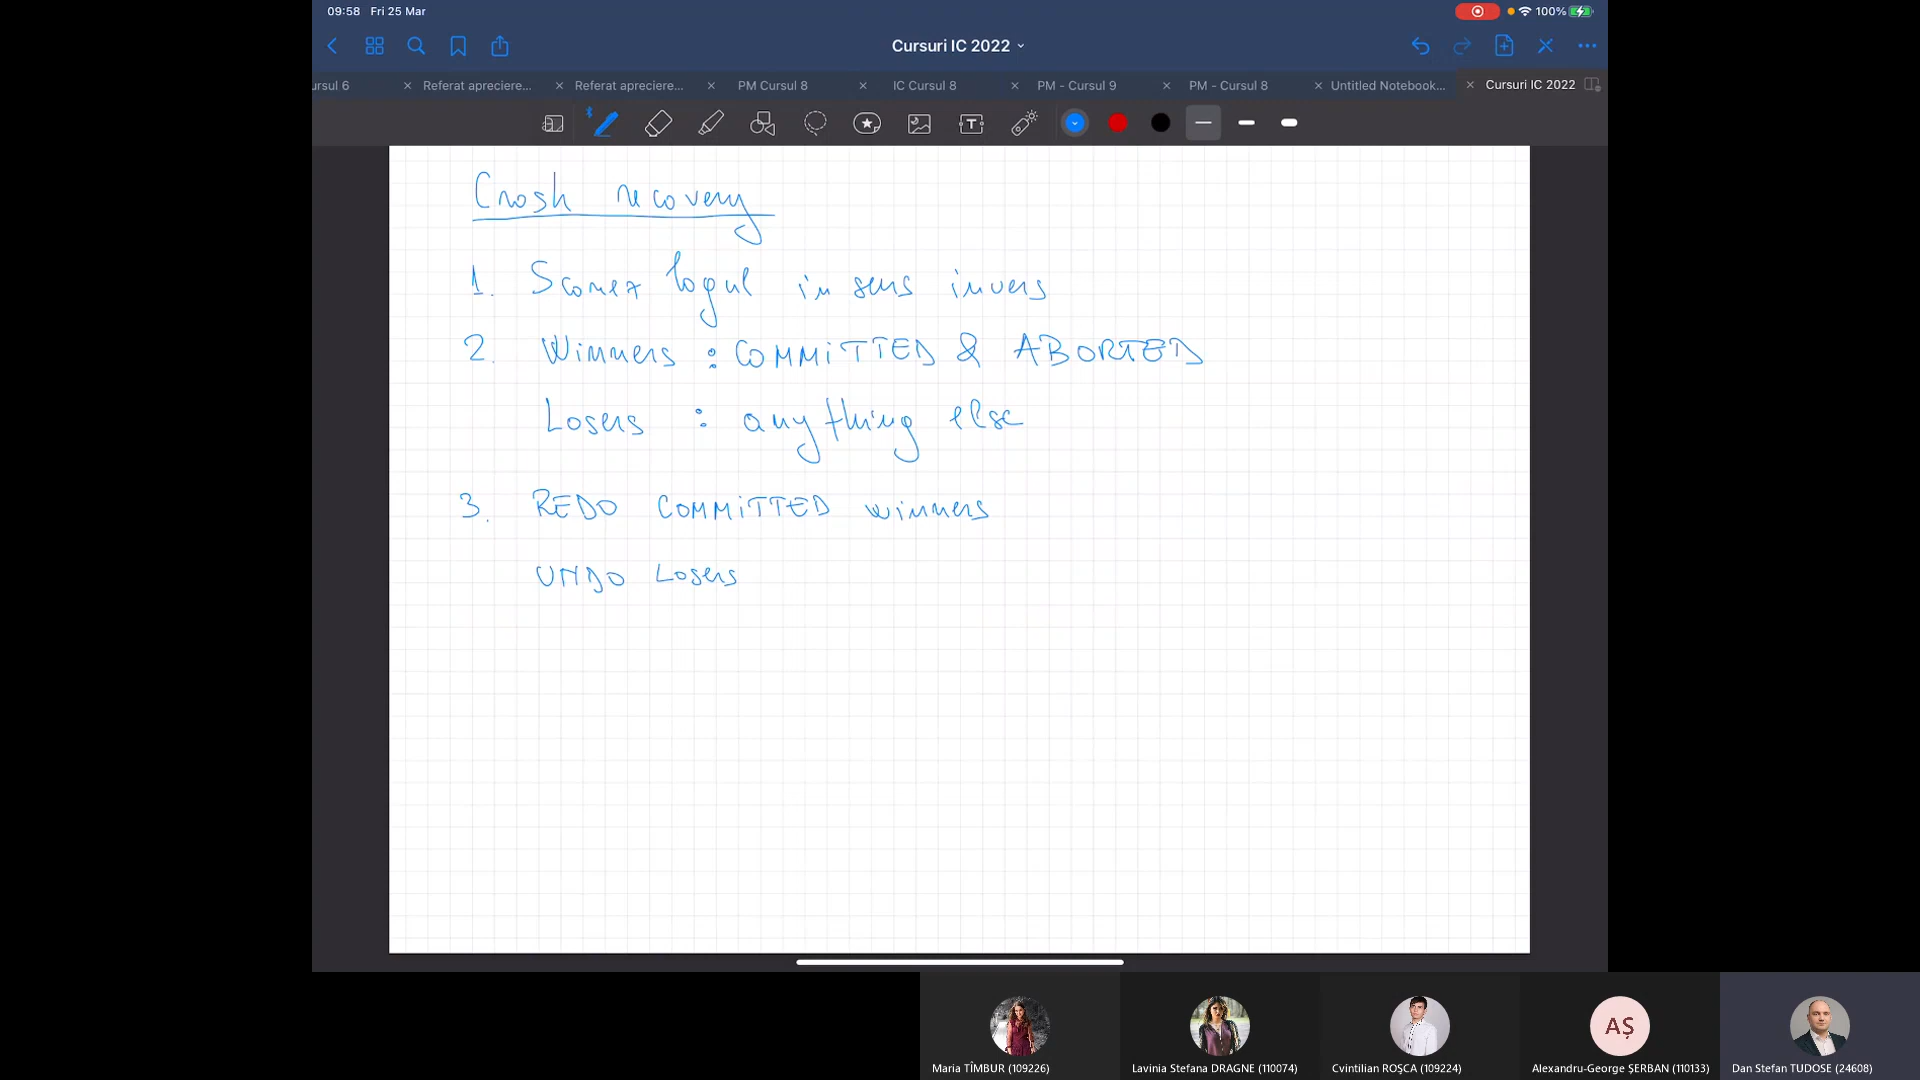 09:58 Fri 25 Mar
100%
Cursuri IC 2022
ursul 6
Referat apreciere...
Referat apreciere...
PM Cursul 8
IC Cursul 8
PM - Cursul 9
PM - Cursul 8
Untitled Notebook...
Cursuri IC 2022
Crash recovery
1. Scanez logul in sens invers
2. Winners : COMMITTED & ABORTED
Losers : anything else
3. REDO COMMITTED winners
UNDO Losers
AȘ
Maria TÎMBUR (109226)
Lavinia Stefana DRAGNE (110074)
Cvintilian ROȘCA (109224)
Alexandru-George ȘERBAN (110133)
Dan Stefan TUDOSE (24608)